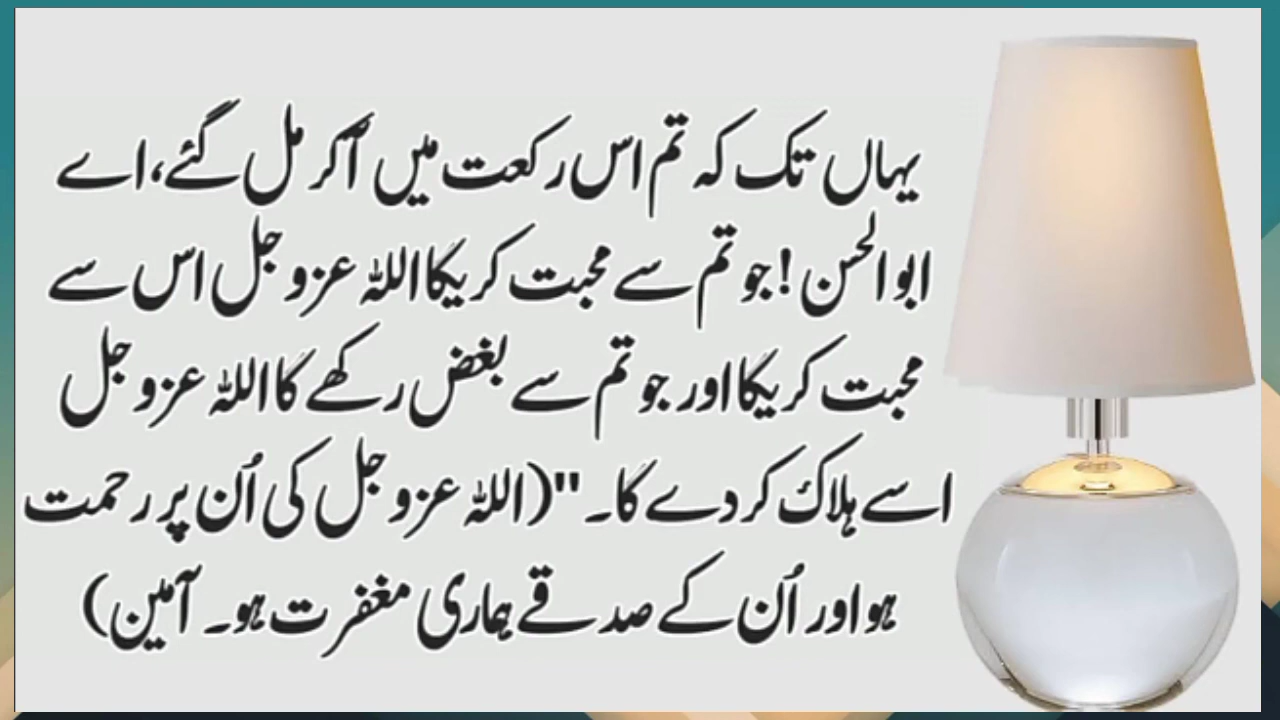 یہاں تک کہ تم اس رکعت میں آکر مل گئے، اے
ابوالحسن! جو تم سے محبت کریگا اللہ عزوجل اس سے
محبت کریگا اور جو تم سے بغض رکھے گا اللہ عزوجل
اسے ہلاک کر دے گا۔" (اللہ عزوجل کی اُن پر رحمت
ہو اور اُن کے صدقے ہماری مغفرت ہو۔ آمین)